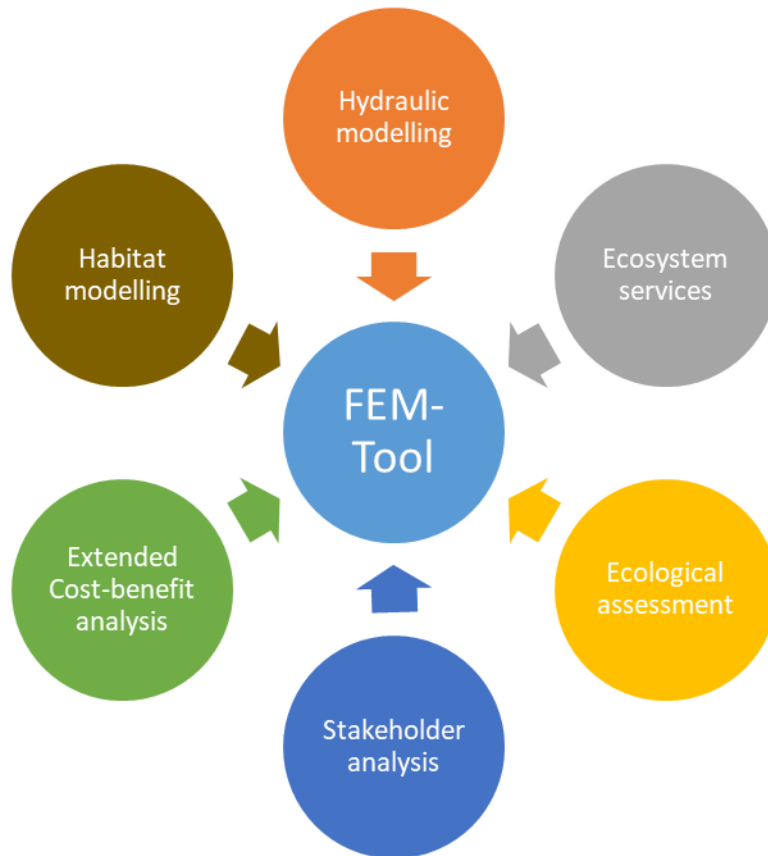 Hydraulic
modelling
Habitat
modelling
Ecosystem
services
FEM-
Tool
Extended
Cost-benefit
analysis
Ecological
assessment
Stakeholder
analysis